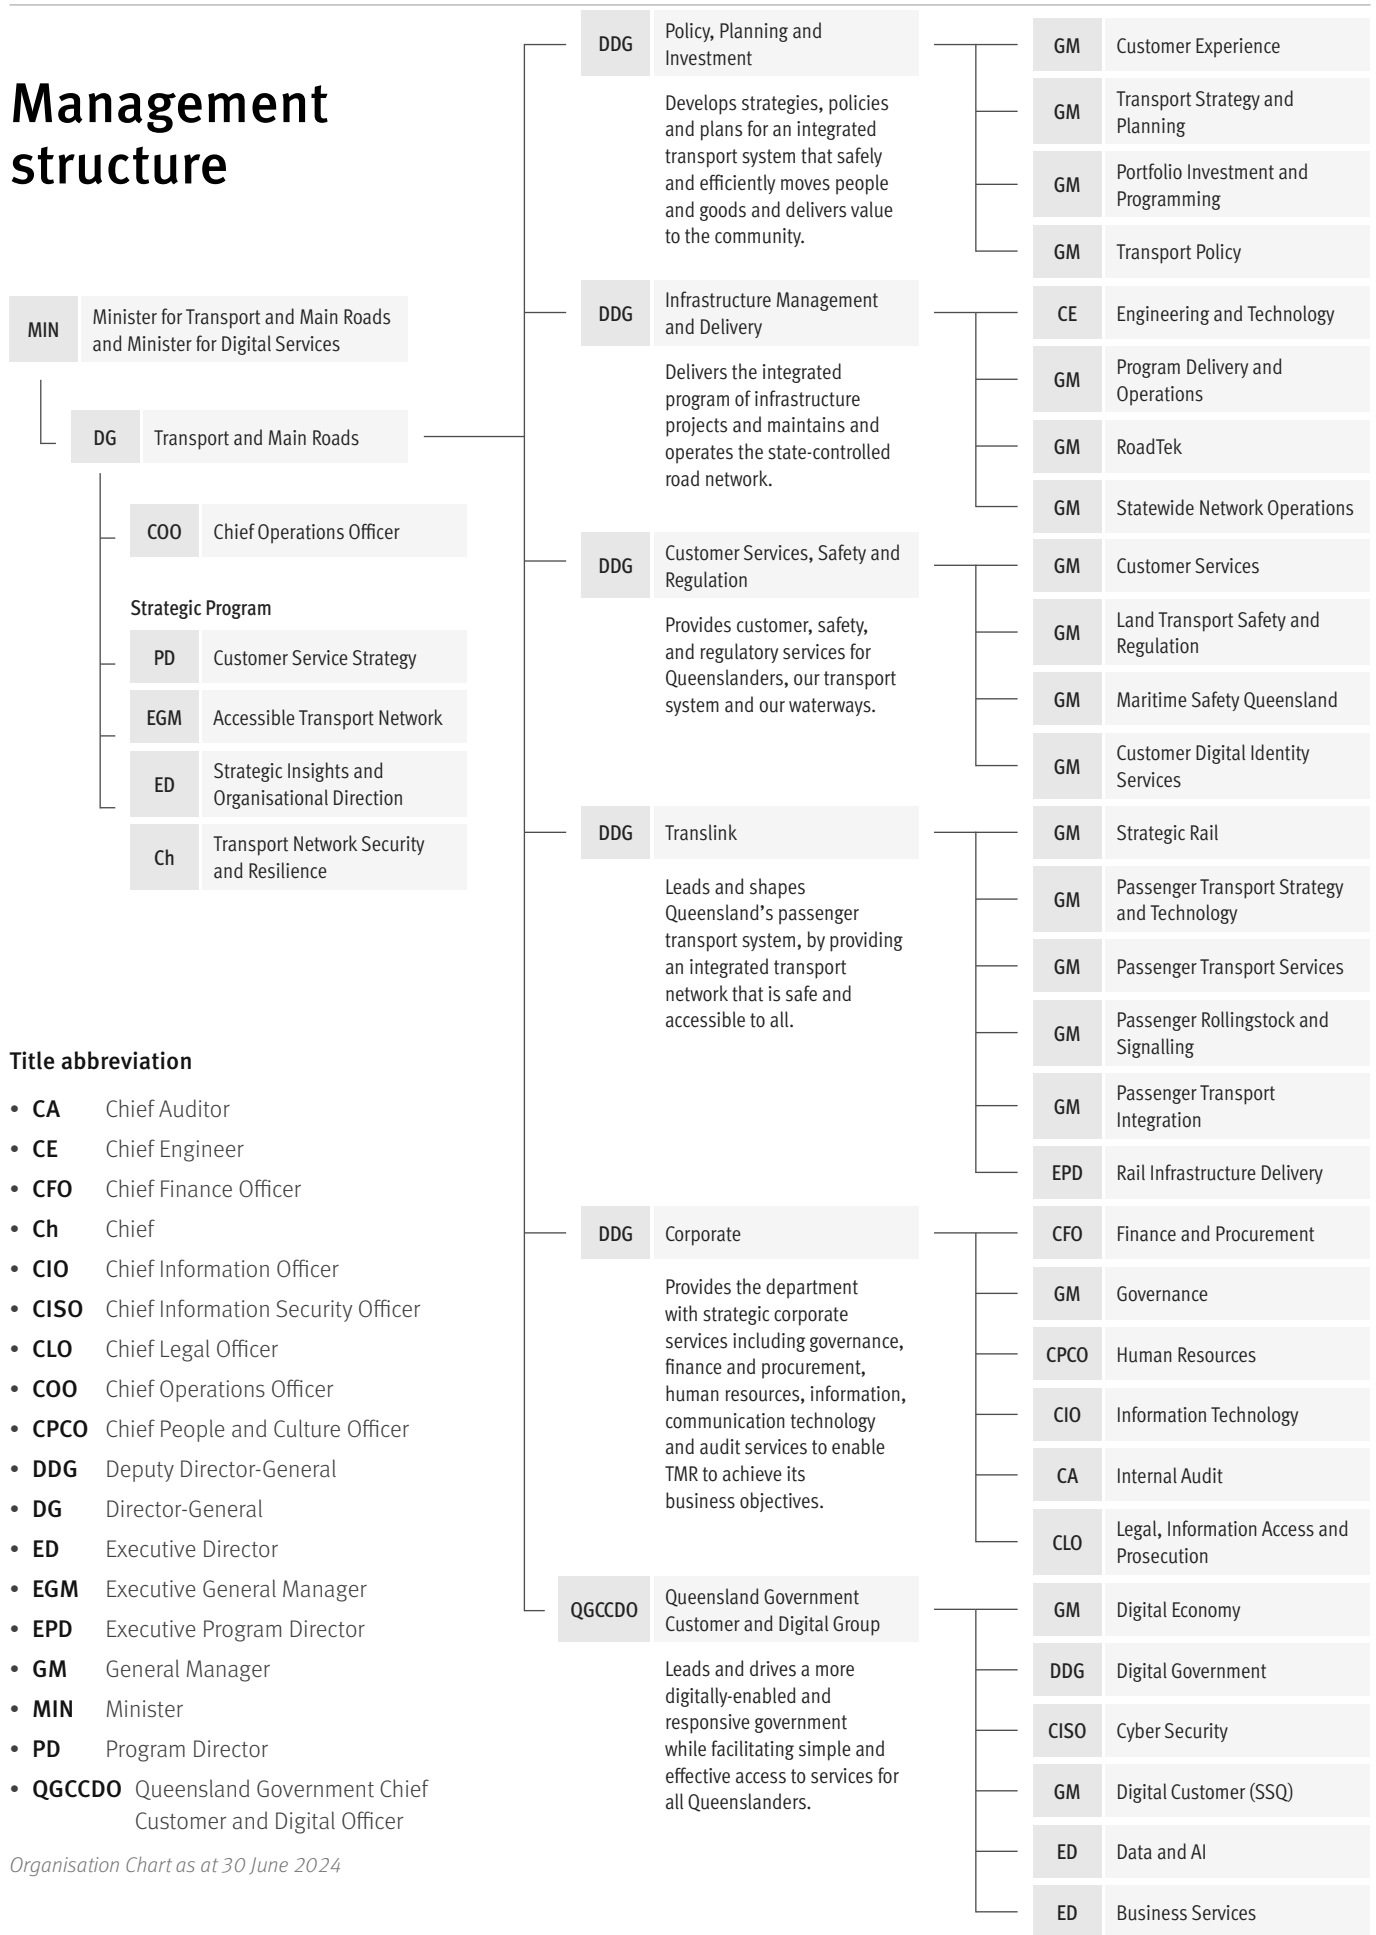 Management
structure
MIN
Minister for Transport and Main Roads
and Minister for Digital Services
DG
Transport and Main Roads
COO
Chief Operations Officer
Strategic Program
PD
Customer Service Strategy
EGM
Accessible Transport Network
ED
Strategic Insights and
Organisational Direction
Ch
Transport Network Security
and Resilience
Title abbreviation
• CA Chief Auditor
• CE Chief Engineer
• CFO Chief Finance Officer
• Ch Chief
• CIO Chief Information Officer
• CISO Chief Information Security Officer
• CLO Chief Legal Officer
• COO Chief Operations Officer
• CPCO Chief People and Culture Officer
• DDG Deputy Director-General
• DG Director-General
• ED Executive Director
• EGM Executive General Manager
• EPD Executive Program Director
• GM General Manager
• MIN Minister
• PD Program Director
• QGCCDO Queensland Government Chief
Customer and Digital Officer
Organisation Chart as at 30 June 2024
DDG
Policy, Planning and
Investment
Develops strategies, policies
and plans for an integrated
transport system that safely
and efficiently moves people
and goods and delivers value
to the community.
GM
Customer Experience
GM
Transport Strategy and
Planning
GM
Portfolio Investment and
Programming
GM
Transport Policy
DDG
Infrastructure Management
and Delivery
Delivers the integrated
program of infrastructure
projects and maintains and
operates the state-controlled
road network.
CE
Engineering and Technology
GM
Program Delivery and
Operations
GM
RoadTek
GM
Statewide Network Operations
DDG
Customer Services, Safety and
Regulation
Provides customer, safety,
and regulatory services for
Queenslanders, our transport
system and our waterways.
GM
Customer Services
GM
Land Transport Safety and
Regulation
GM
Maritime Safety Queensland
GM
Customer Digital Identity
Services
DDG
Translink
Leads and shapes
Queensland's passenger
transport system, by providing
an integrated transport
network that is safe and
accessible to all.
GM
Strategic Rail
GM
Passenger Transport Strategy
and Technology
GM
Passenger Transport Services
GM
Passenger Rollingstock and
Signalling
GM
Passenger Transport
Integration
EPD
Rail Infrastructure Delivery
DDG
Corporate
Provides the department
with strategic corporate
services including governance,
finance and procurement,
human resources, information,
communication technology
and audit services to enable
TMR to achieve its
business objectives.
CFO
Finance and Procurement
GM
Governance
CPCO
Human Resources
CIO
Information Technology
CA
Internal Audit
CLO
Legal, Information Access and
Prosecution
QGCCDO
Queensland Government
Customer and Digital Group
Leads and drives a more
digitally-enabled and
responsive government
while facilitating simple and
effective access to services for
all Queenslanders.
GM
Digital Economy
DDG
Digital Government
CISO
Cyber Security
GM
Digital Customer (SSQ)
ED
Data and AI
ED
Business Services